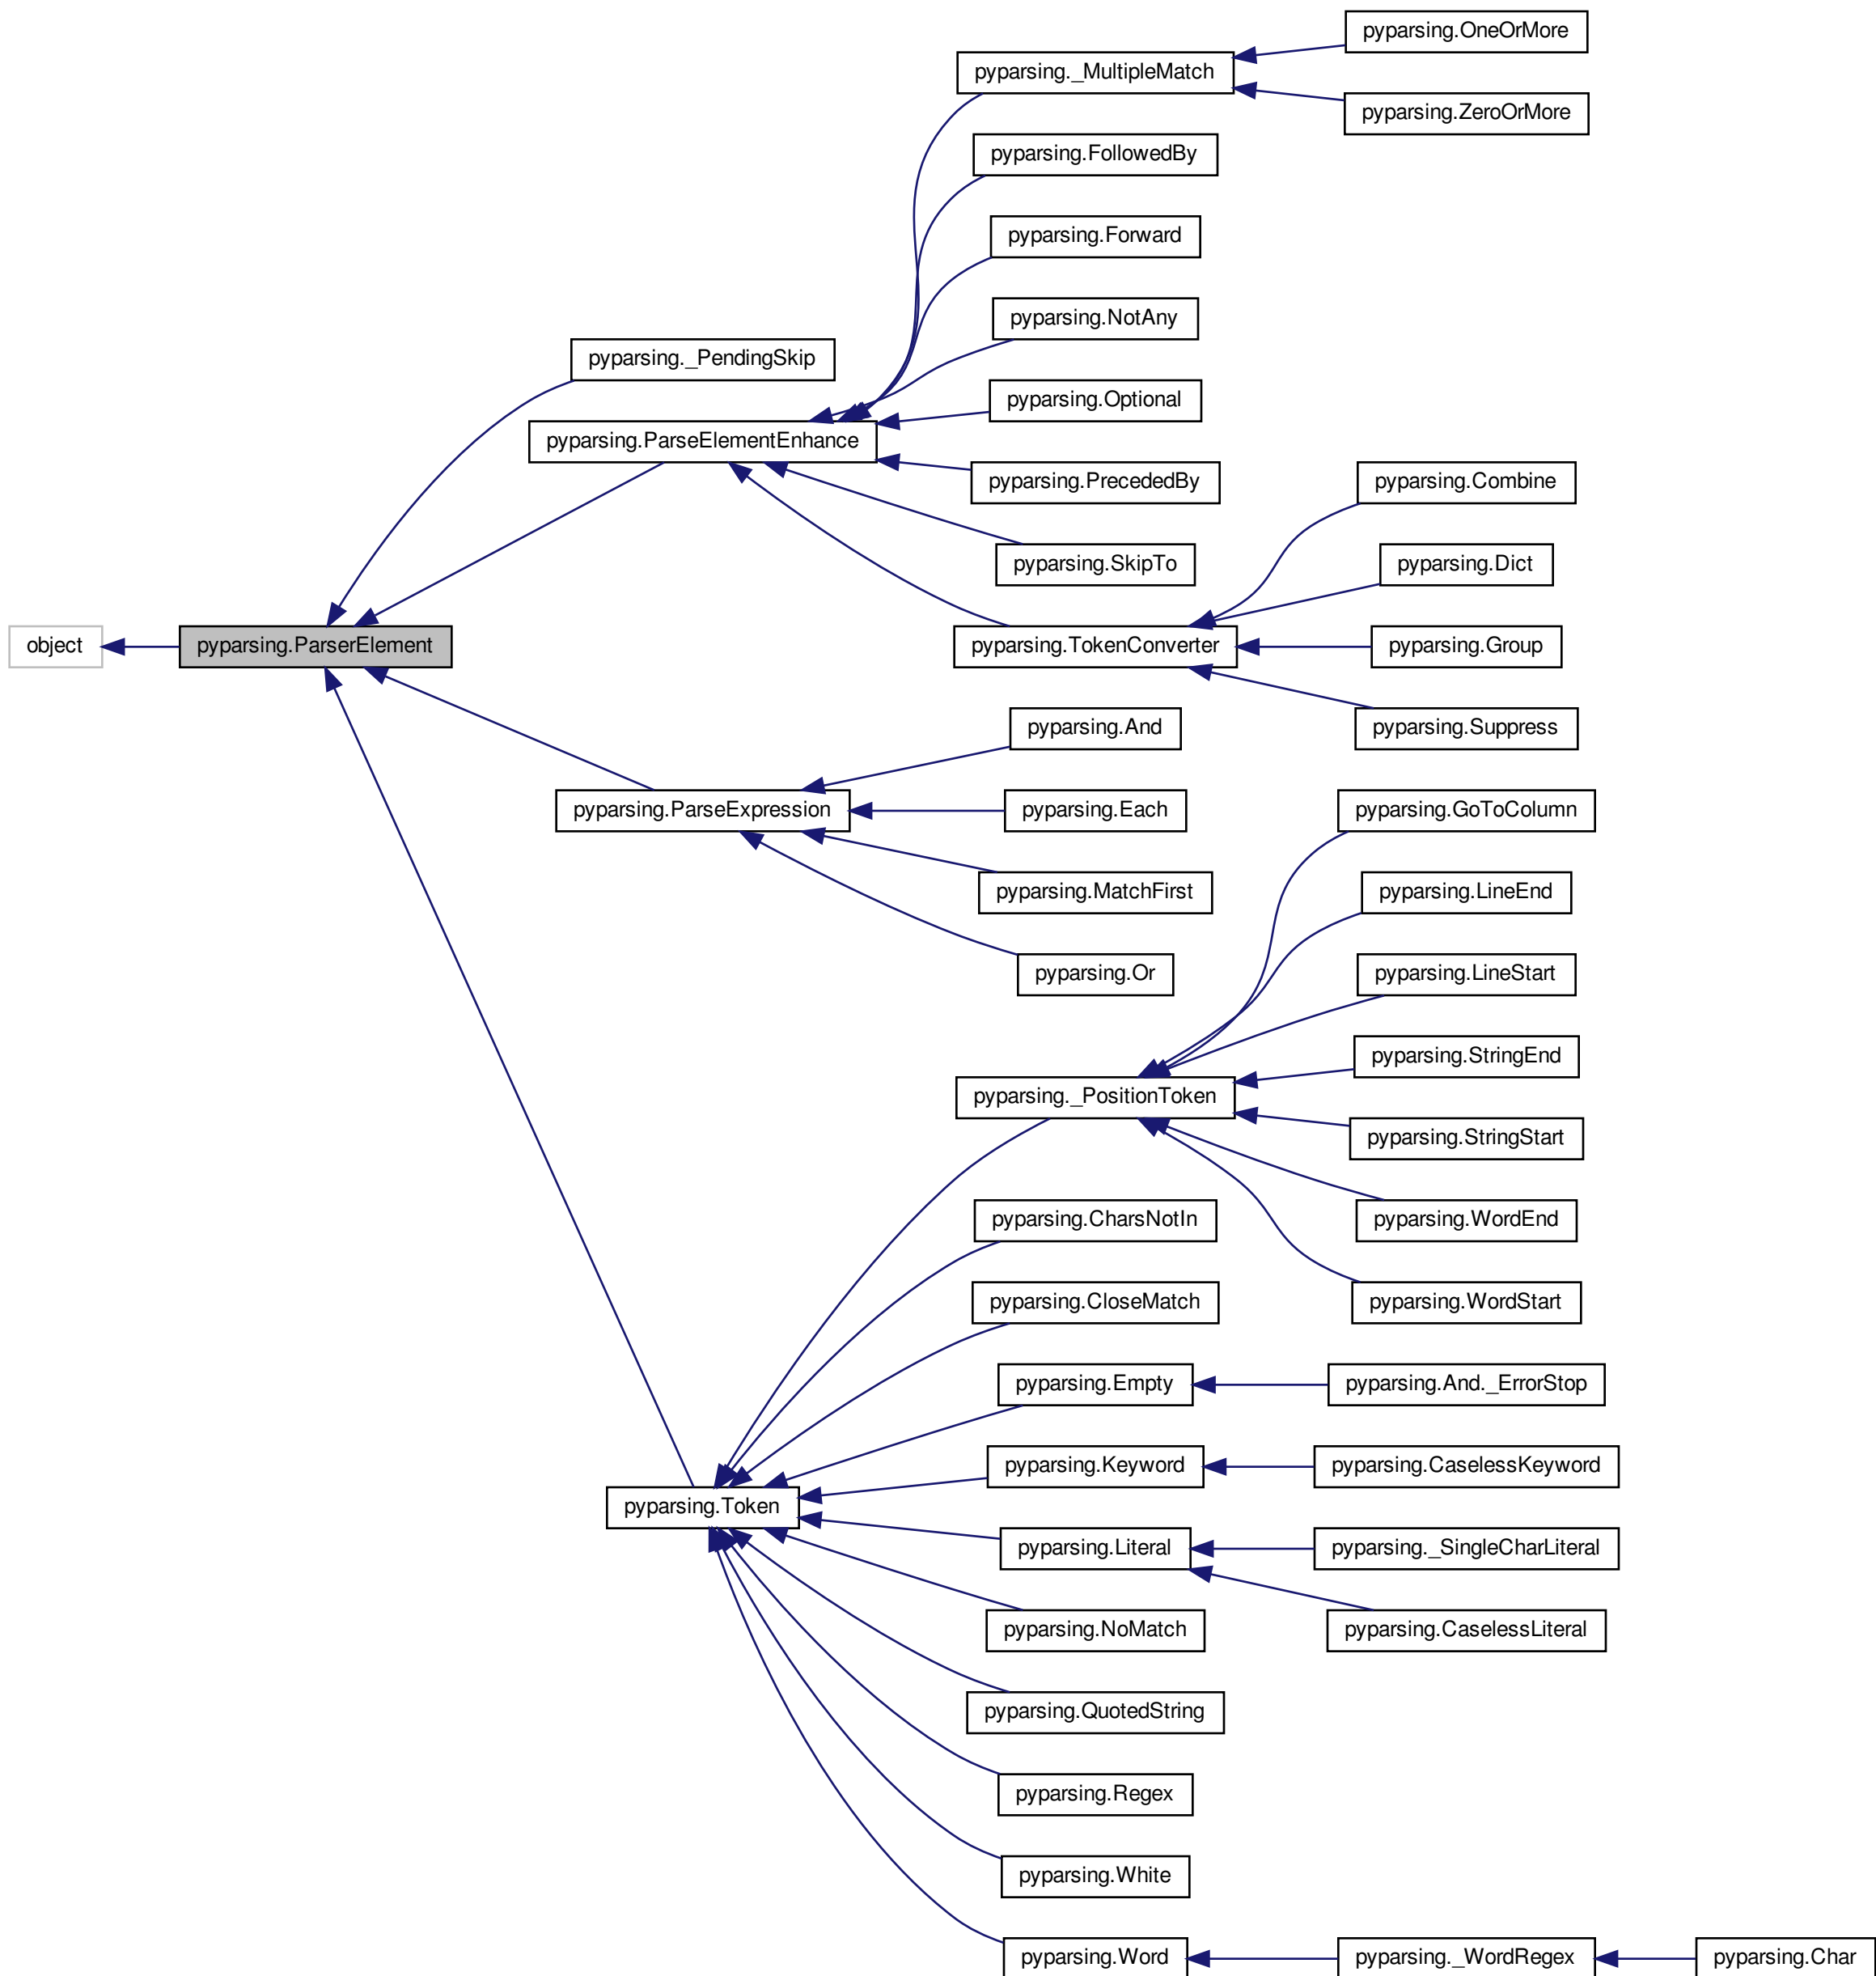 object
pyparsing.ParserElement
pyparsing._PendingSkip
pyparsing.ParseElementEnhance
pyparsing.ParseExpression
pyparsing.Token
pyparsing._MultipleMatch
pyparsing.FollowedBy
pyparsing.Forward
pyparsing.NotAny
pyparsing.Optional
pyparsing.PrecededBy
pyparsing.SkipTo
pyparsing.TokenConverter
pyparsing.And
pyparsing.Each
pyparsing.MatchFirst
pyparsing.Or
pyparsing._PositionToken
pyparsing.CharsNotIn
pyparsing.CloseMatch
pyparsing.Empty
pyparsing.Keyword
pyparsing.Literal
pyparsing.NoMatch
pyparsing.QuotedString
pyparsing.Regex
pyparsing.White
pyparsing.Word
pyparsing.OneOrMore
pyparsing.ZeroOrMore
pyparsing.Combine
pyparsing.Dict
pyparsing.Group
pyparsing.Suppress
pyparsing.GoToColumn
pyparsing.LineEnd
pyparsing.LineStart
pyparsing.StringEnd
pyparsing.StringStart
pyparsing.WordEnd
pyparsing.WordStart
pyparsing.And._ErrorStop
pyparsing.CaselessKeyword
pyparsing._SingleCharLiteral
pyparsing.CaselessLiteral
pyparsing._WordRegex
pyparsing.Char